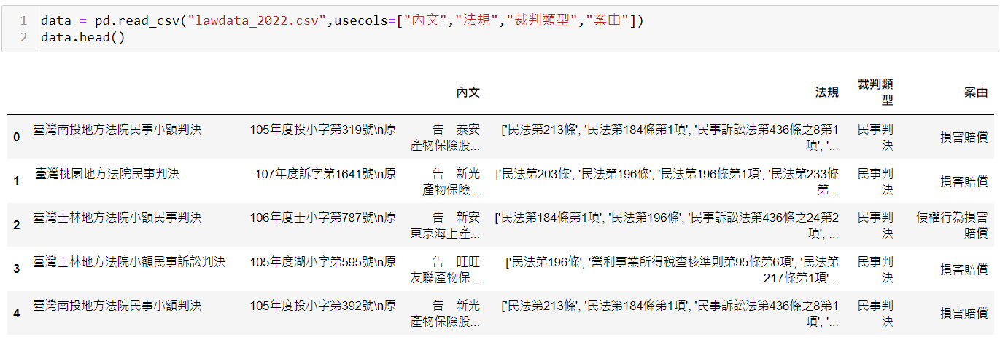 1 data = pd.read_csv("lawdata_2022.csv",usecols=["內文","法規","裁判類型","案由"])
2 data.head()
內文 法規 裁判類型 案由
0 臺灣南投地方法院民事小額判決 105年度投小字第319號\n原 告 泰安產物保險股... ['民法第213條', '民法第184條第1項', '民事訴訟法第436條之8第1項', '... 民事判決 損害賠償
1 臺灣桃園地方法院民事判決 107年度訴字第1641號\n原 告 新光產物保險... ['民法第203條', '民法第196條', '民法第196條第1項', '民法第233條第... 民事判決 損害賠償
2 臺灣士林地方法院小額民事判決 106年度士小字第787號\n原 告 新安東京海上產... ['民法第184條第1項', '民法第196條', '民事訴訟法第436條之24第2項', ... 民事判決 侵權行為損害賠償
3 臺灣士林地方法院小額民事訴訟判決 105年度湖小字第595號\n原 告 旺旺友聯產物保... ['民法第196條', '營利事業所得稅查核準則第95條第6項', '民法第217條第1項'... 民事判決 損害賠償
4 臺灣南投地方法院民事小額判決 105年度投小字第392號\n原 告 新光產物保險股... ['民法第213條', '民法第184條第1項', '民事訴訟法第436條之8第1項', '... 民事判決 損害賠償